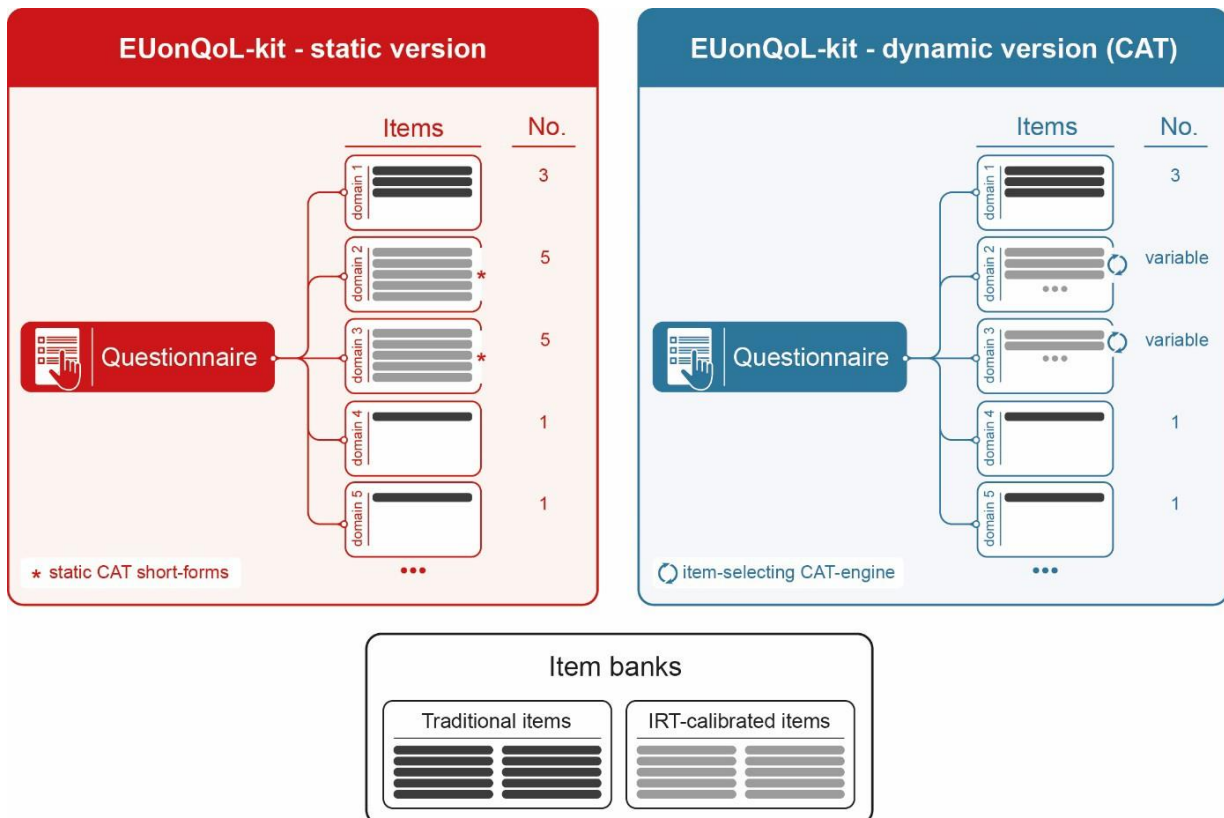 EUonQoL-kit - static version
Items No.
domain 1
3
domain 2
*
5
domain 3
*
5
Questionnaire
domain 4
1
domain 5
1
•••
* static CAT short-forms
EUonQoL-kit - dynamic version (CAT)
Items No.
domain 1
3
domain 2
•••
variable
domain 3
•••
variable
Questionnaire
domain 4
1
domain 5
1
•••
item-selecting CAT-engine
Item banks
Traditional items
IRT-calibrated items